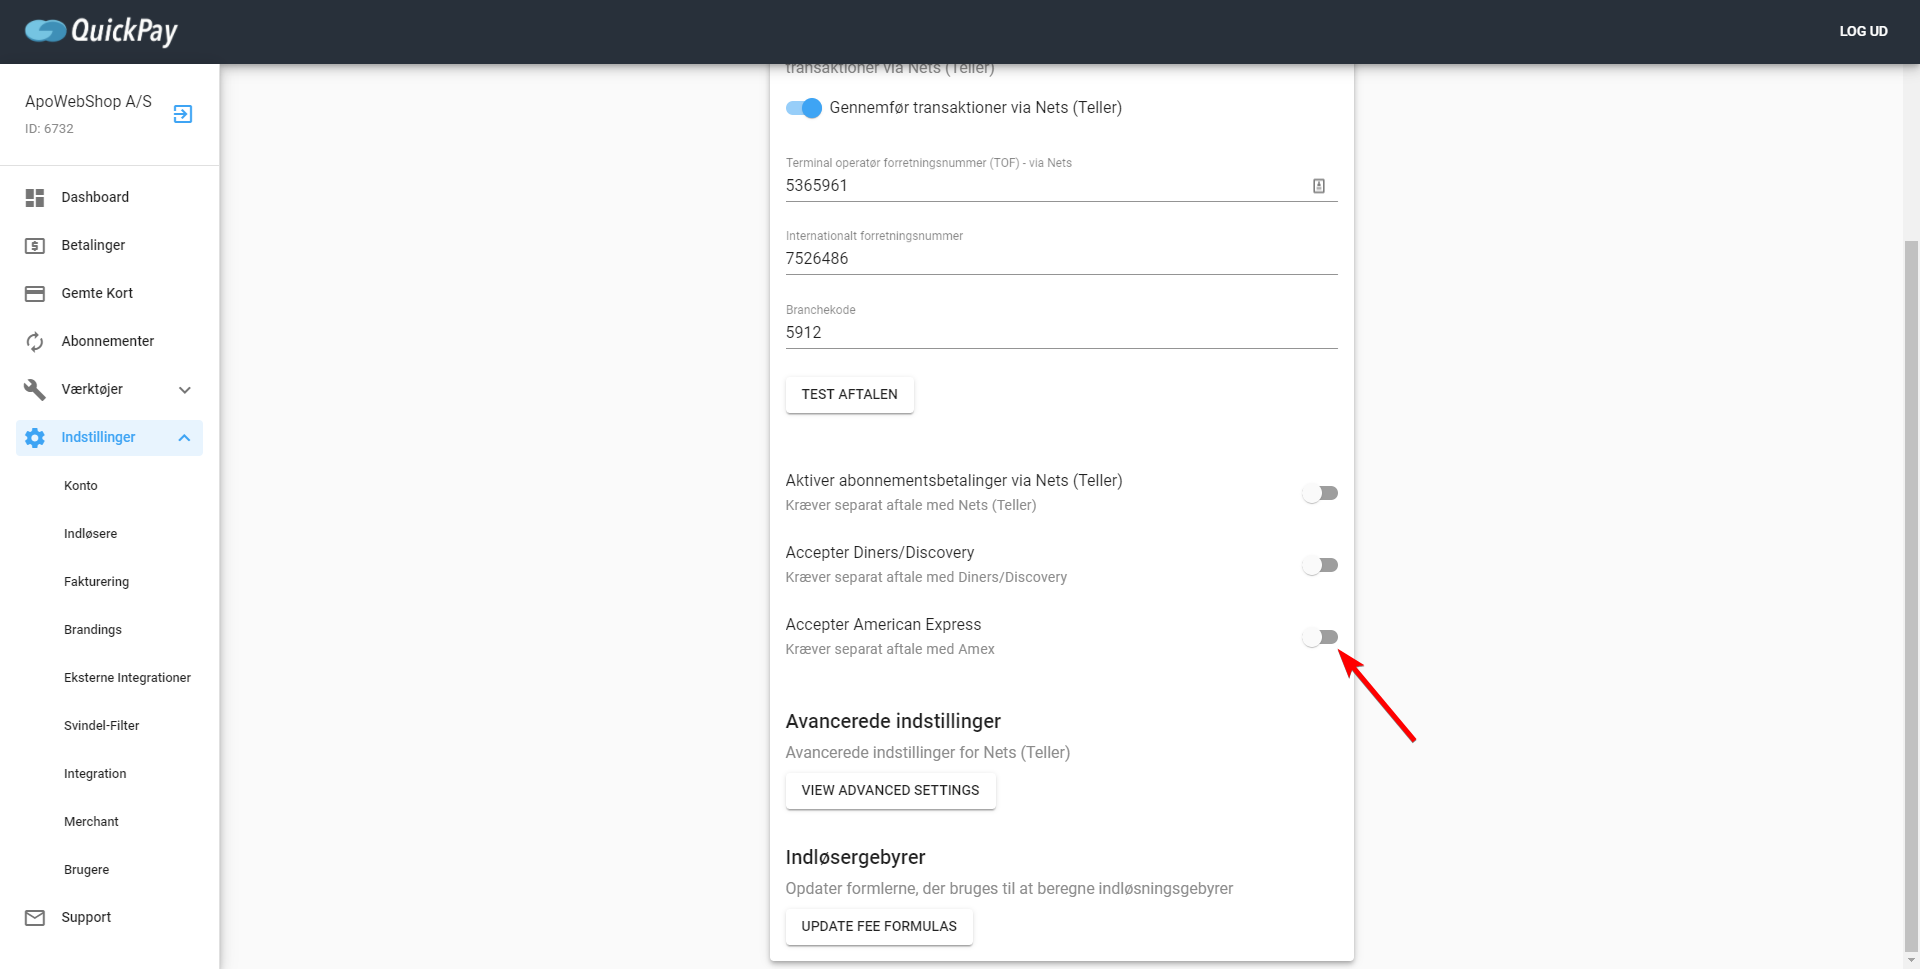 QuickPay
LOG UD
ApoWebShop A/S
ID: 6732
Dashboard
Betalinger
Gemte Kort
Abonnementer
Værktøjer
Indstillinger
Konto
Indløsere
Fakturering
Brandings
Eksterne Integrationer
Svindel-Filter
Integration
Merchant
Brugere
Support
transaktioner via Nets (Teller)
Gennemfør transaktioner via Nets (Teller)
Terminal operatør forretningsnummer (TOF) - via Nets
5365961
Internationalt forretningsnummer
7526486
Branchekode
5912
TEST AFTALEN
Aktiver abonnementsbetalinger via Nets (Teller)
Kræver separat aftale med Nets (Teller)
Accepter Diners/Discovery
Kræver separat aftale med Diners/Discovery
Accepter American Express
Kræver separat aftale med Amex
Avancerede indstillinger
Avancerede indstillinger for Nets (Teller)
VIEW ADVANCED SETTINGS
Indløsergebyrer
Opdater formlerne, der bruges til at beregne indløsningsgebyrer
UPDATE FEE FORMULAS